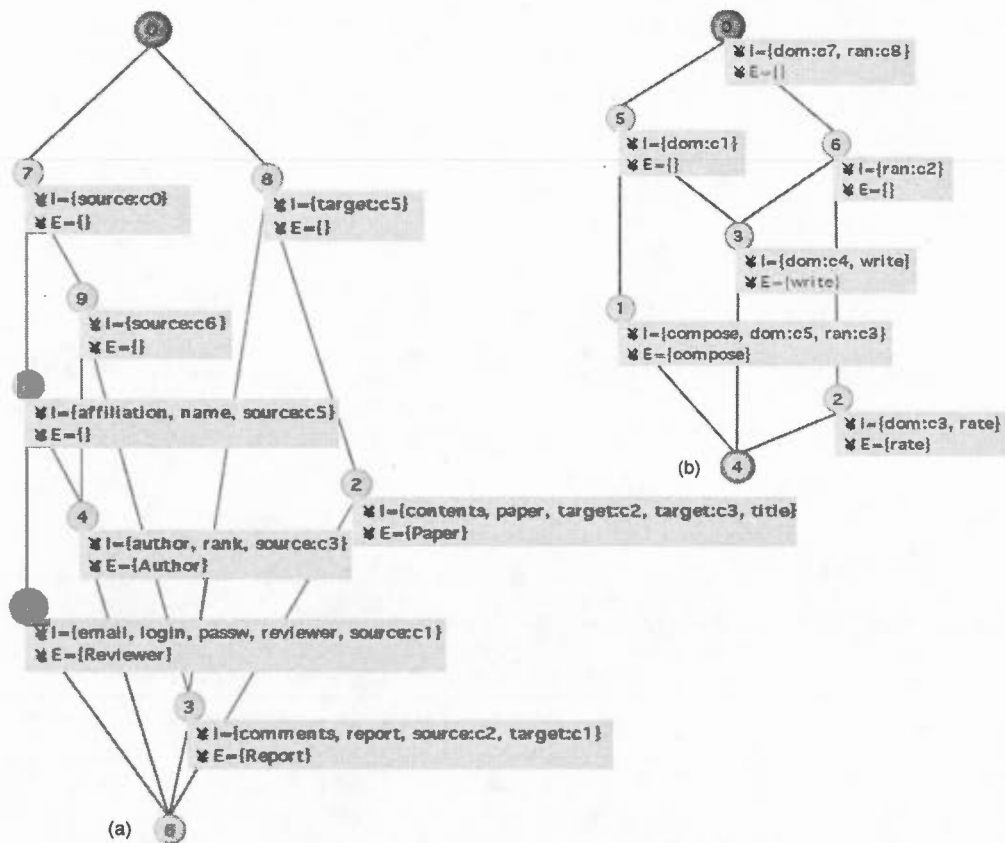 7
I={source:c0}
E={}
8
I={target:c5}
E={}
9
I={source:c6}
E={}
I={affiliation, name, source:c5}
E={}
4
I={author, rank, source:c3}
E={Author}
2
I={contents, paper, target:c2, target:c3, title}
E={Paper}
I={email, login, passw, reviewer, source:c1}
E={Reviewer}
3
I={comments, report, source:c2, target:c1}
E={Report}
(a)
I={dom:c7, ran:c8}
E={}
5
I={dom:c1}
E={}
6
I={ran:c2}
E={}
3
I={dom:c4, write}
E={write}
1
I={compose, dom:c5, ran:c3}
E={compose}
2
I={dom:c3, rate}
E={rate}
(b)
4